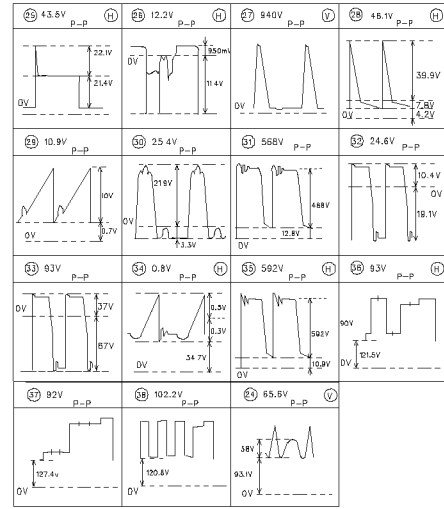 25 43.5V P-P H
22.1V
21.4V
0V
26 12.2V P-P H
950mV
0V
11.4V
27 940V P-P V
0V
28 46.1V P-P H
39.9V
7.8V
0V
4.2V
29 10.9V P-P H
10V
0V
0.7V
30 25.4V P-P H
21.9V
0V
3.3V
31 568V P-P H
468V
0V
12.8V
32 24.6V P-P H
10.4V
0V
19.1V
33 93V P-P H
37V
0V
67V
34 0.8V P-P H
0.5V
0.3V
34.7V
0V
35 592V P-P H
592V
10.9V
0V
36 93V P-P H
90V
0V
121.5V
37 92V P-P
127.4v
0V
38 102.2V P-P
120.8V
0V
24 65.6V P-P V
58V
93.1V
0V